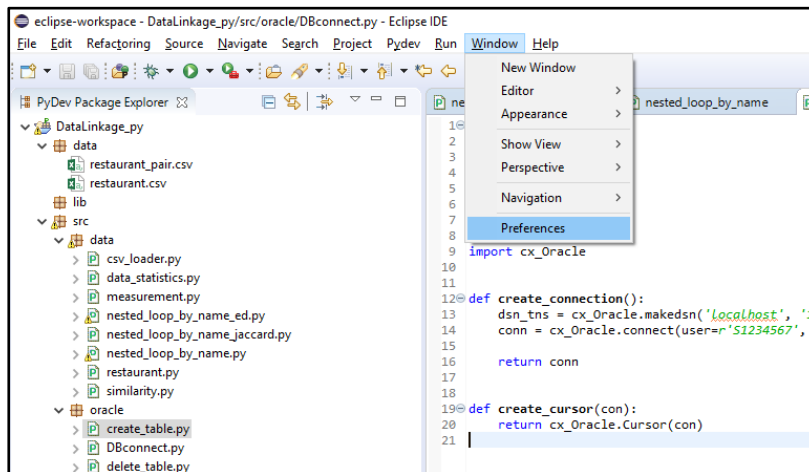 eclipse-workspace - DataLinkage_py/src/oracle/DBconnect.py - Eclipse IDE
File Edit Refactoring Source Navigate Search Project Pydev Run Window Help
PyDev Package Explorer
DataLinkage_py
data
restaurant_pair.csv
restaurant.csv
lib
src
data
csv_loader.py
data_statistics.py
measurement.py
nested_loop_by_name_ed.py
nested_loop_by_name_jaccard.py
nested_loop_by_name.py
restaurant.py
similarity.py
oracle
create_table.py
DBconnect.py
delete_table.py
New Window
Editor
Appearance
Show View
Perspective
Navigation
Preferences
ne
nested_loop_by_name
1
2
3
4
5
6
7
8
9 import cx_Oracle
10
11
12 def create_connection():
13 dsn_tns = cx_Oracle.makedsn('localhost', '
14 conn = cx_Oracle.connect(user=r'S1234567',
15
16 return conn
17
18
19 def create_cursor(con):
20 return cx_Oracle.Cursor(con)
21